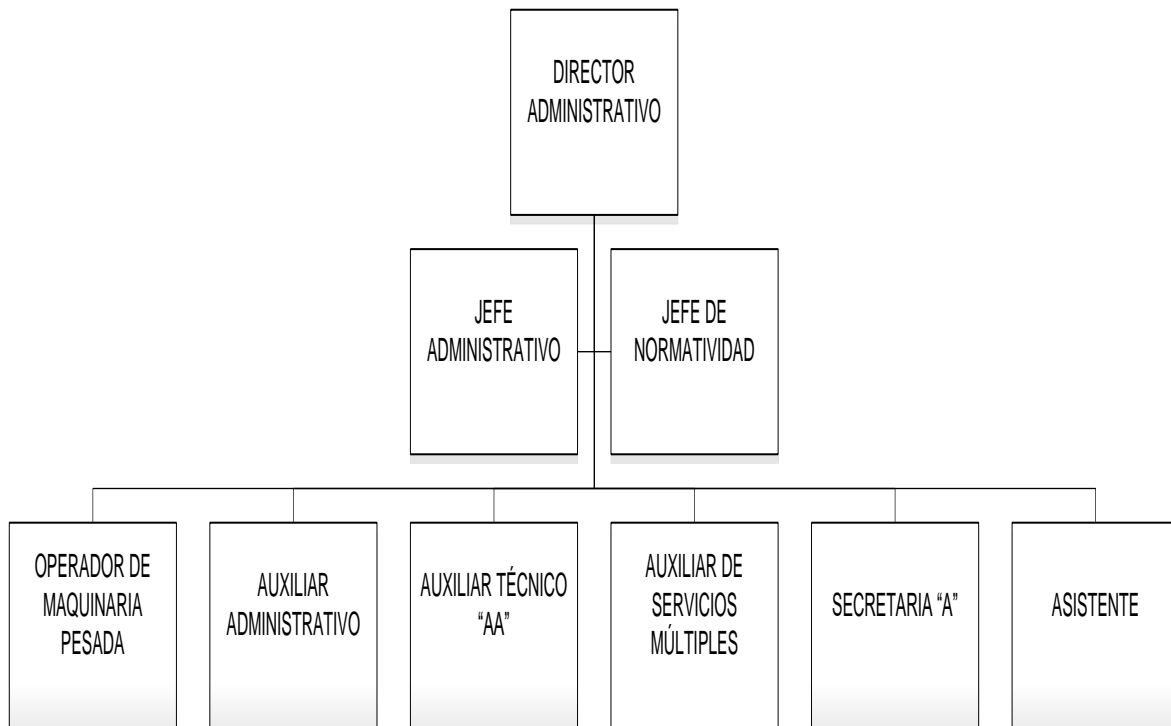 DIRECTOR
ADMINISTRATIVO
JEFE
ADMINISTRATIVO
JEFE DE
NORMATIVIDAD
OPERADOR DE
MAQUINARIA
PESADA
AUXILIAR
ADMINISTRATIVO
AUXILIAR TÉCNICO
“AA”
AUXILIAR DE
SERVICIOS
MÚLTIPLES
SECRETARIA “A”
ASISTENTE